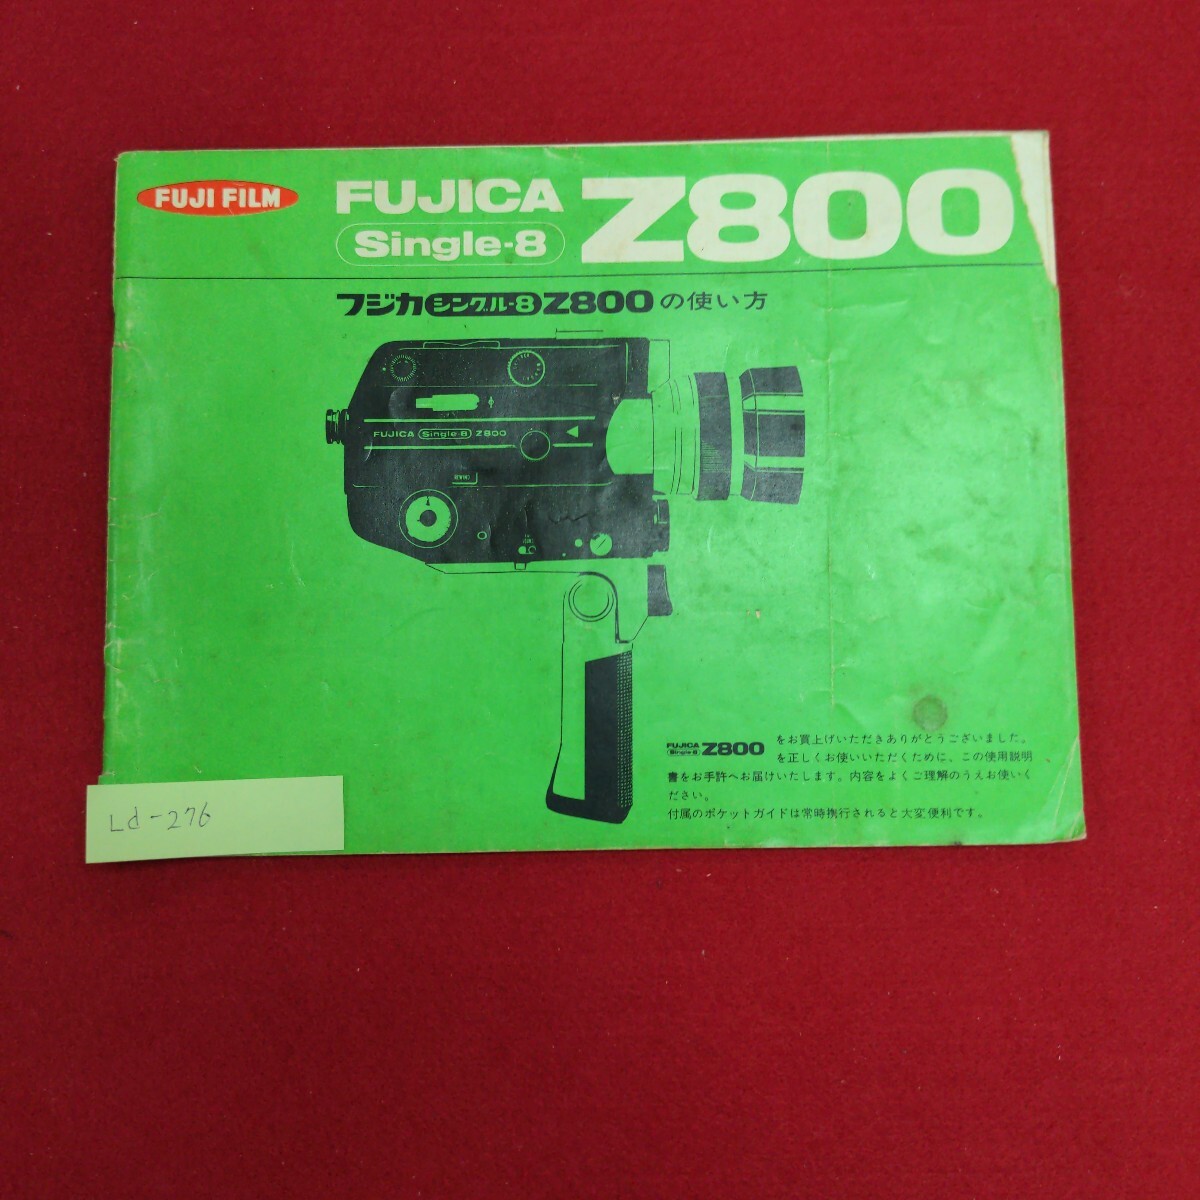 FUJI FILM
FUJICA
Single-8
Z800
フジカ シングル-8 Z800 の使い方
FUJICA Single-8 Z800
FUJICA Single-8 Z800 をお買上げいただきありがとうございました。
を正しくお使いいただくために、この使用説明
書をお手許へお届けいたします。内容をよくご理解のうえお使いく
ださい。
付属のポケットガイドは常時携行されると大変便利です。
Ld-276